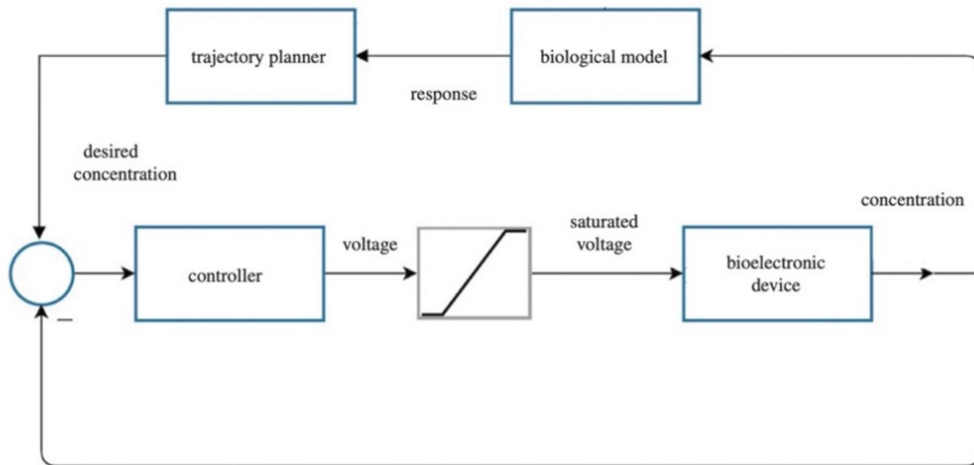 trajectory planner
biological model
response
desired
concentration
concentration
saturated
voltage
voltage
controller
bioelectronic
device
–